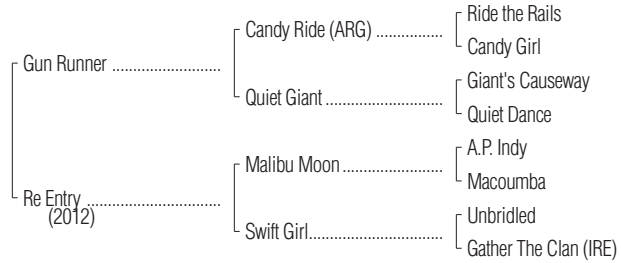 Ride the Rails
Candy Ride (ARG) ................
Candy Girl
Gun Runner ..........................
Giant's Causeway
Quiet Giant ............................
Quiet Dance
A.P. Indy
Malibu Moon ........................
Macoumba
Re Entry ................................
(2012)
Unbridled
Swift Girl................................
Gather The Clan (IRE)